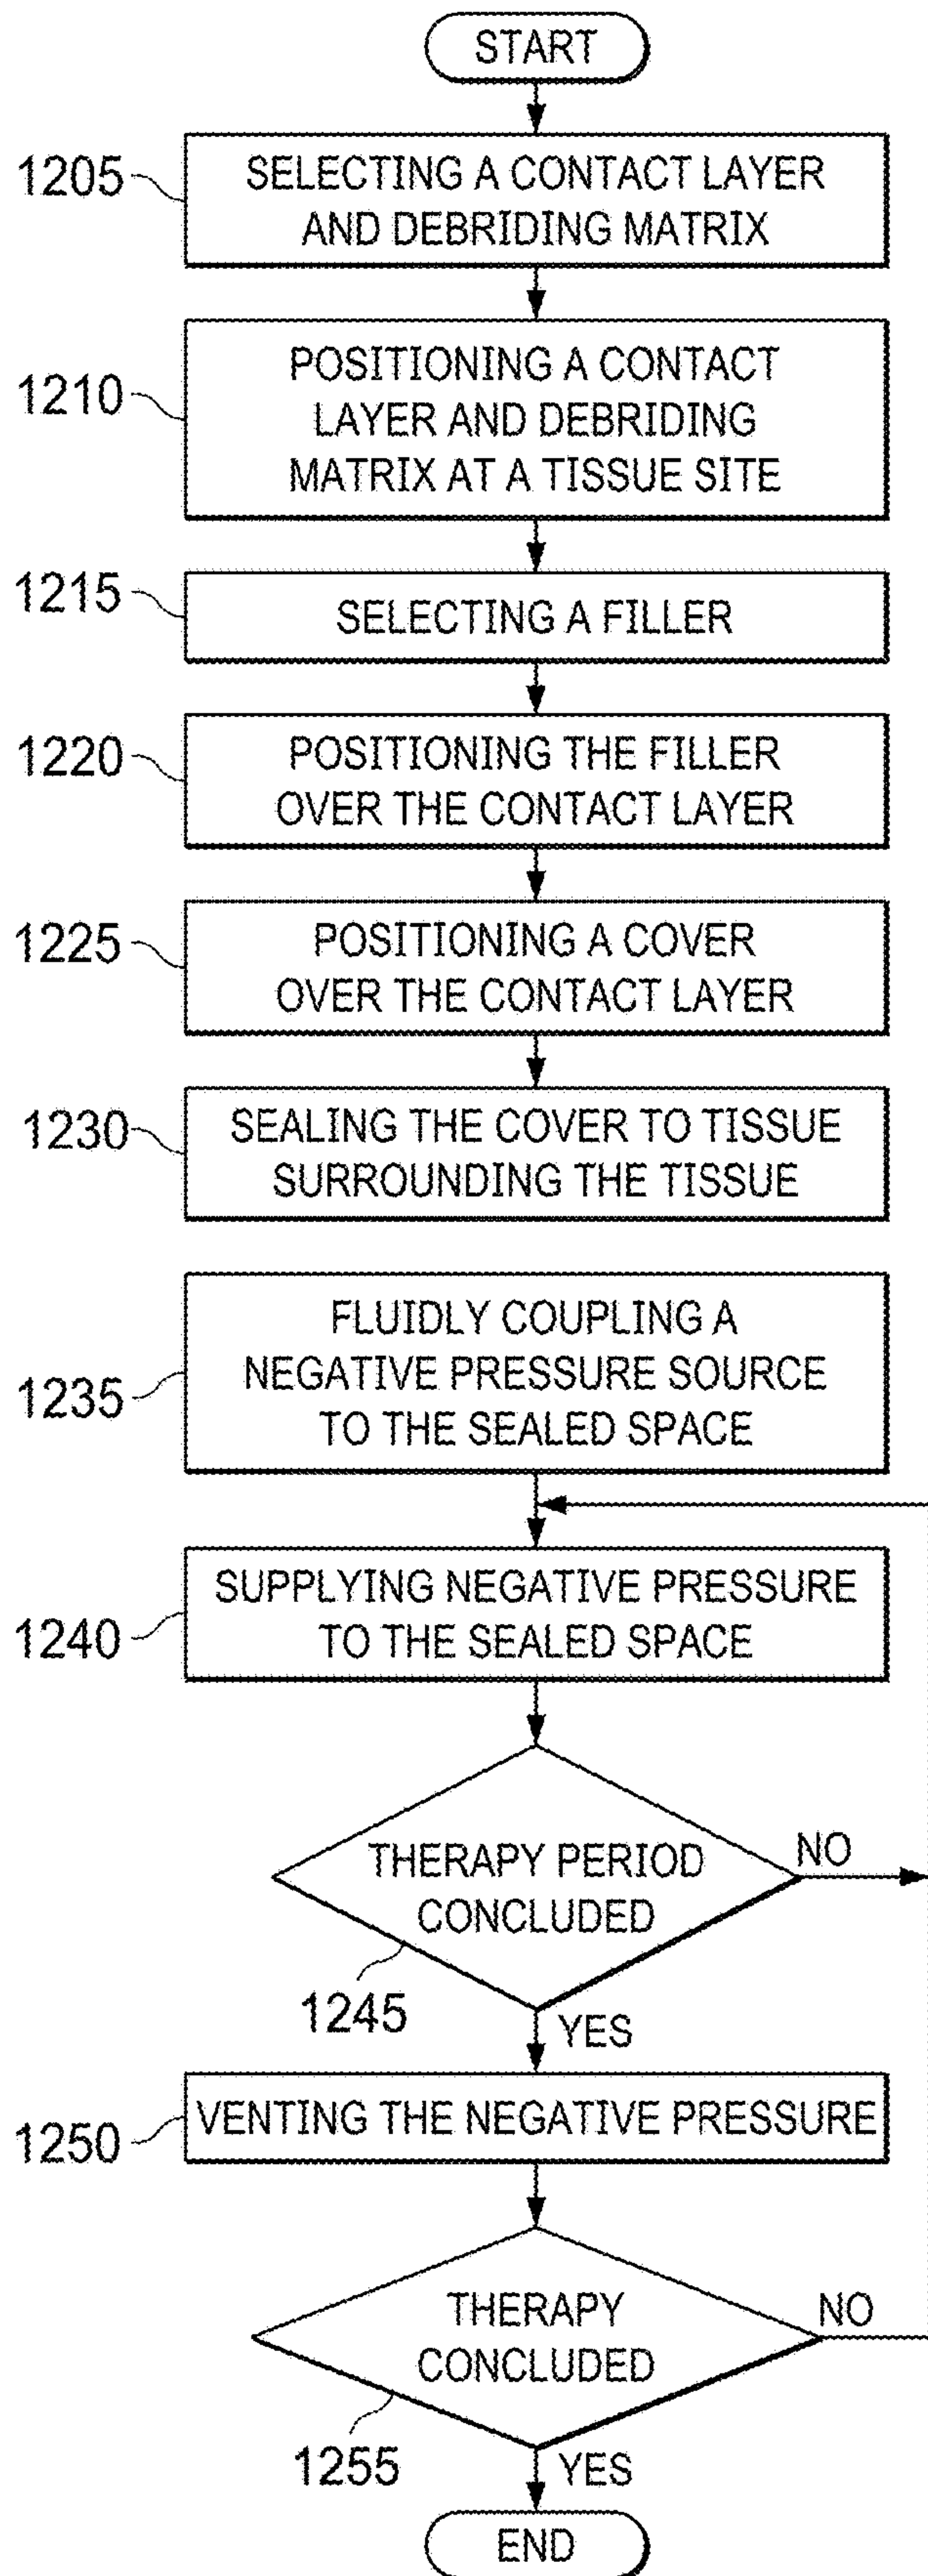 START
1205
SELECTING A CONTACT LAYER
AND DEBRIDING MATRIX
1210
POSITIONING A CONTACT
LAYER AND DEBRIDING
MATRIX AT A TISSUE SITE
1215
SELECTING A FILLER
1220
POSITIONING THE FILLER
OVER THE CONTACT LAYER
1225
POSITIONING A COVER
OVER THE CONTACT LAYER
1230
SEALING THE COVER TO TISSUE
SURROUNDING THE TISSUE
1235
FLUIDLY COUPLING A
NEGATIVE PRESSURE SOURCE
TO THE SEALED SPACE
1240
SUPPLYING NEGATIVE PRESSURE
TO THE SEALED SPACE
THERAPY PERIOD
CONCLUDED
NO
1245
YES
1250
VENTING THE NEGATIVE PRESSURE
THERAPY
CONCLUDED
NO
1255
YES
END